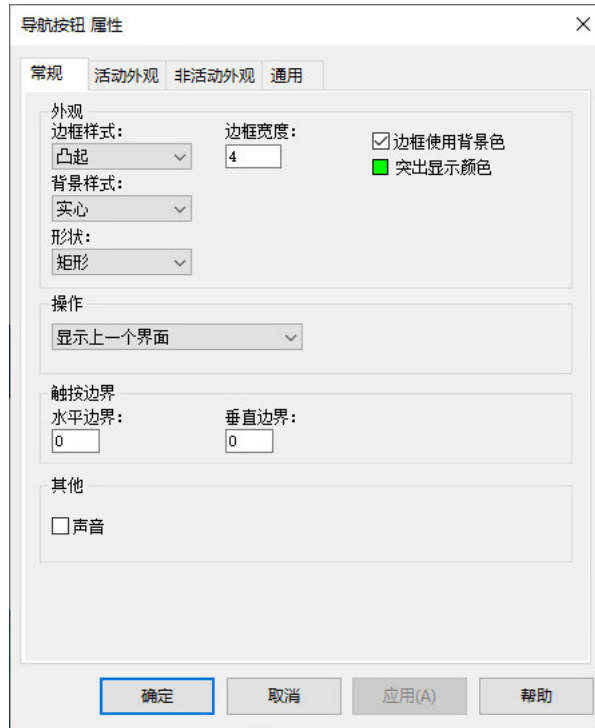 导航按钮 属性
常规 活动外观 非活动外观 通用
外观
边框样式: 边框宽度:
凸起 4 边框使用背景色
突出显示颜色
背景样式:
实心
形状:
矩形
操作
显示上一个界面
触按边界
水平边界: 垂直边界:
0 0
其他
声音
确定 取消 应用(A) 帮助